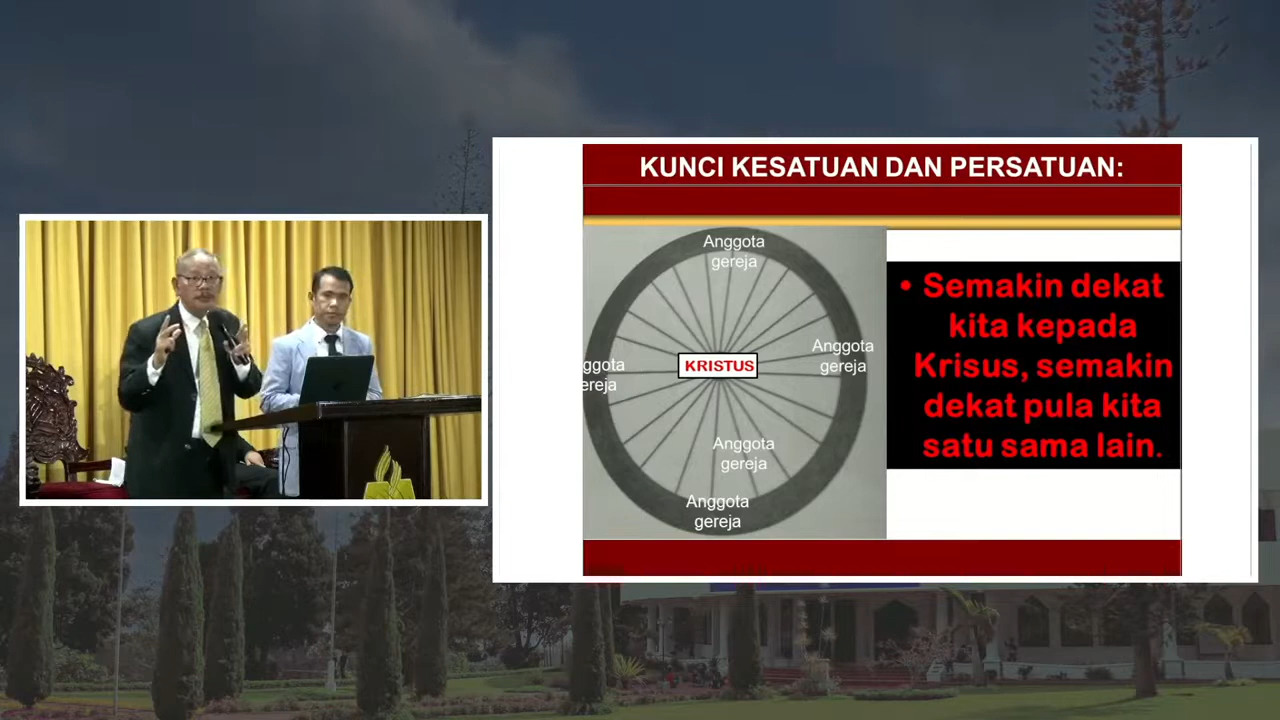 KUNCI KESATUAN DAN PERSATUAN:
Anggota
gereja
ggota
ereja
KRISTUS
Anggota
gereja
Anggota
gereja
Anggota
gereja
• Semakin dekat
kita kepada
Krisus, semakin
dekat pula kita
satu sama lain.